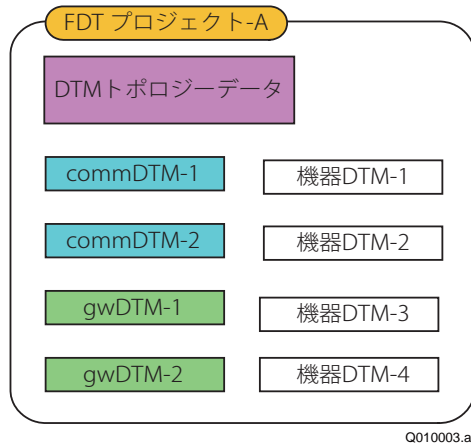 FDT プロジェクト-A
DTMトポロジーデータ
commDTM-1
機器DTM-1
commDTM-2
機器DTM-2
gwDTM-1
機器DTM-3
gwDTM-2
機器DTM-4
Q010003.a